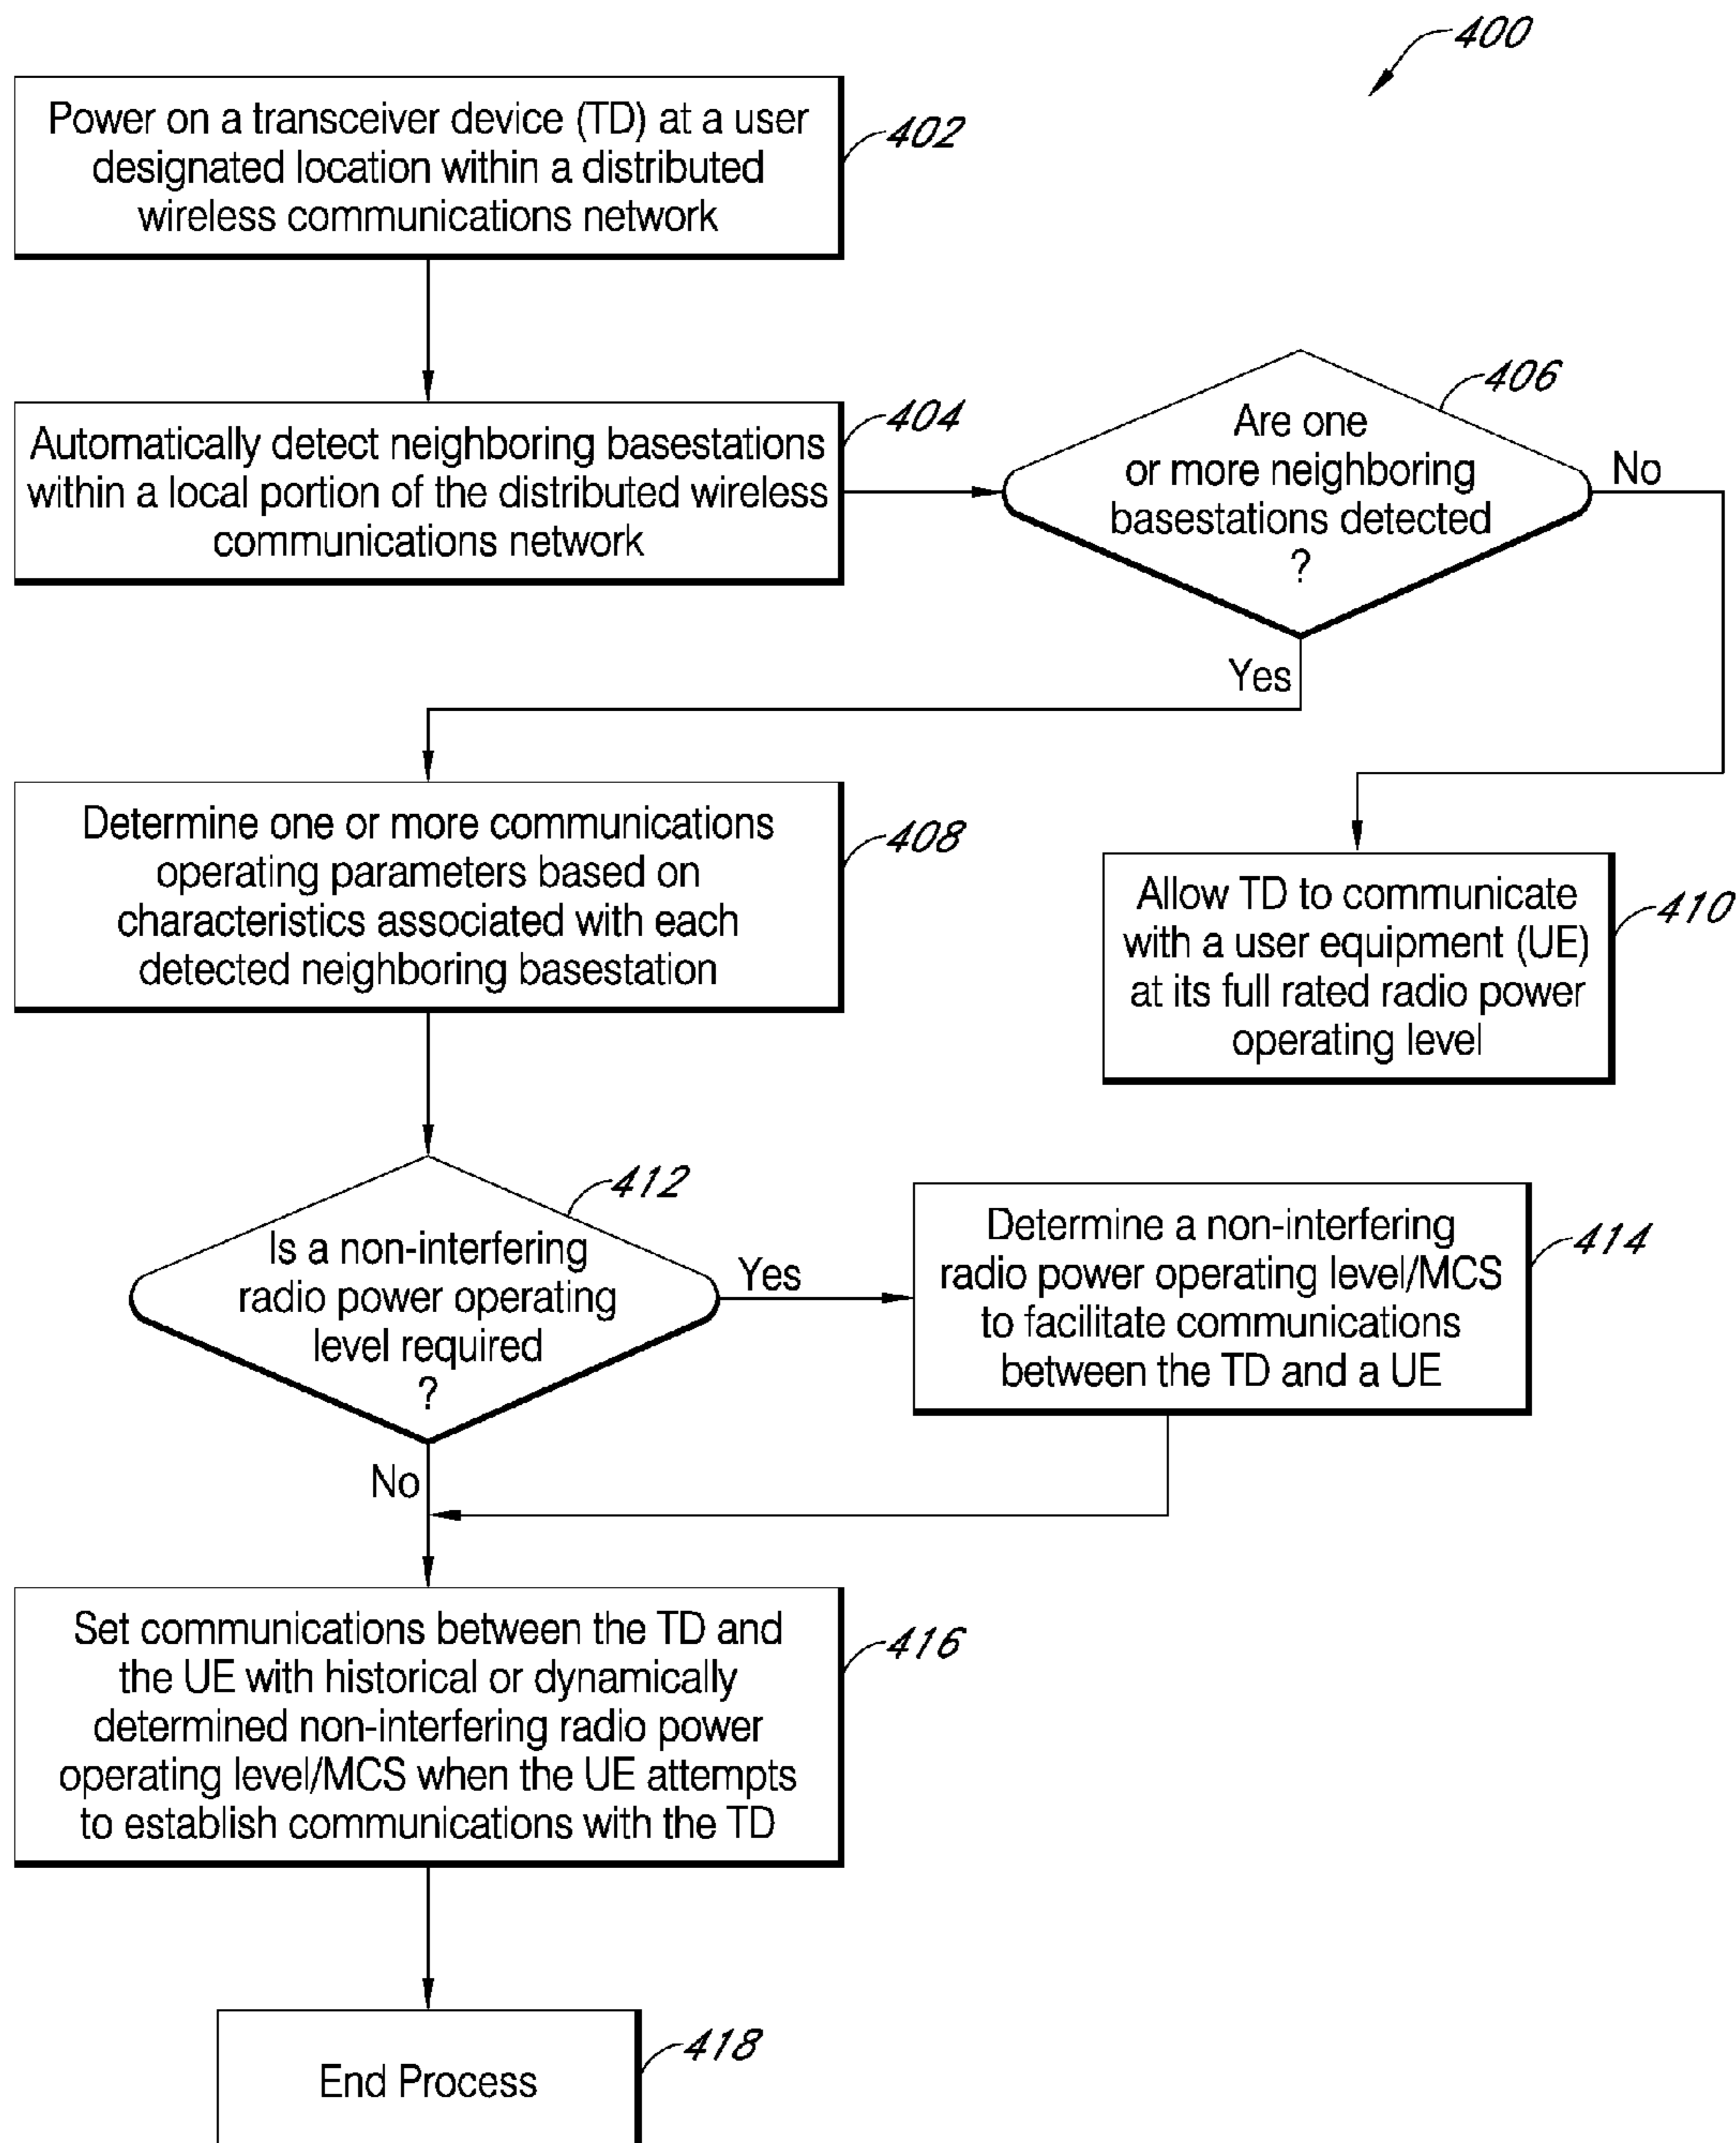 400
Power on a transceiver device (TD) at a user
designated location within a distributed
wireless communications network
402
Automatically detect neighboring basestations
within a local portion of the distributed wireless
communications network
404
Are one
or more neighboring
basestations detected
?
406
No
Yes
Determine one or more communications
operating parameters based on
characteristics associated with each
detected neighboring basestation
408
Allow TD to communicate
with a user equipment (UE)
at its full rated radio power
operating level
410
Is a non-interfering
radio power operating
level required
?
412
Yes
No
Determine a non-interfering
radio power operating level/MCS
to facilitate communications
between the TD and a UE
414
Set communications between the TD and
the UE with historical or dynamically
determined non-interfering radio power
operating level/MCS when the UE attempts
to establish communications with the TD
416
End Process
418